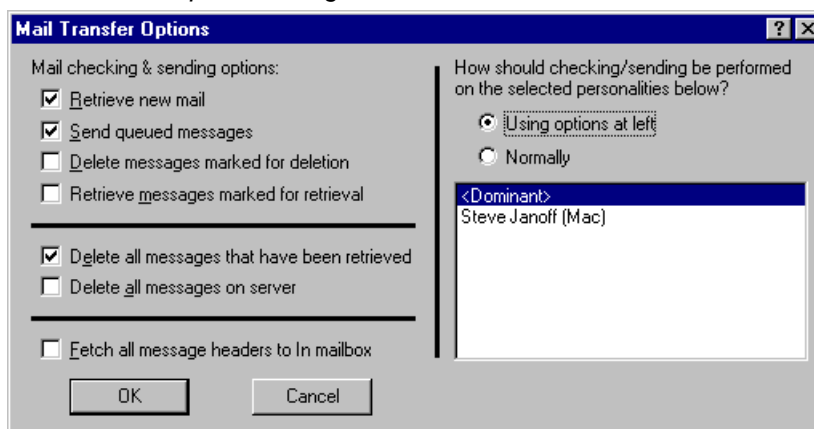 Mail Transfer Options
Mail checking & sending options:
Retrieve new mail
Send queued messages
Delete messages marked for deletion
Retrieve messages marked for retrieval
Delete all messages that have been retrieved
Delete all messages on server
Fetch all message headers to In mailbox
OK
Cancel
How should checking/sending be performed
on the selected personalities below?
Using options at left
Normally
<Dominant>
Steve Janoff (Mac)